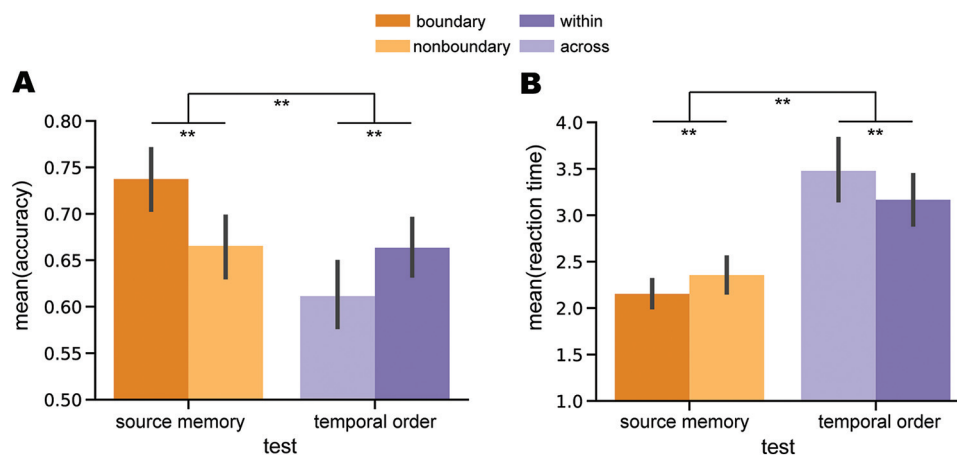 boundary within
nonboundary across
A
**
** **
0.80
0.75
0.70
0.65
0.60
0.55
0.50
mean(accuracy)
source memory temporal order
test
B
**
** **
4.0
3.5
3.0
2.5
2.0
1.5
1.0
mean(reaction time)
source memory temporal order
test